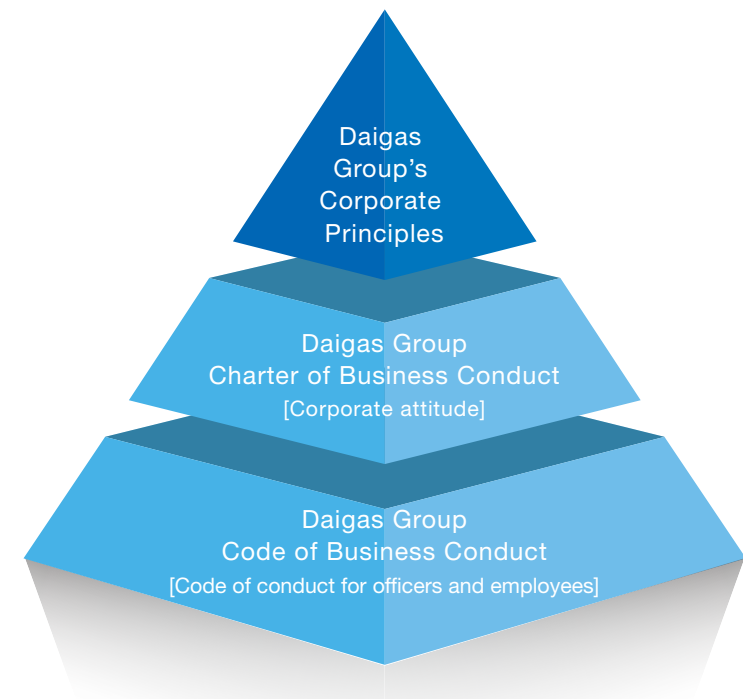 Daigas
Group’s
Corporate
Principles
Daigas Group
Charter of Business Conduct
[Corporate attitude]
Daigas Group
Code of Business Conduct
[Code of conduct for officers and employees]